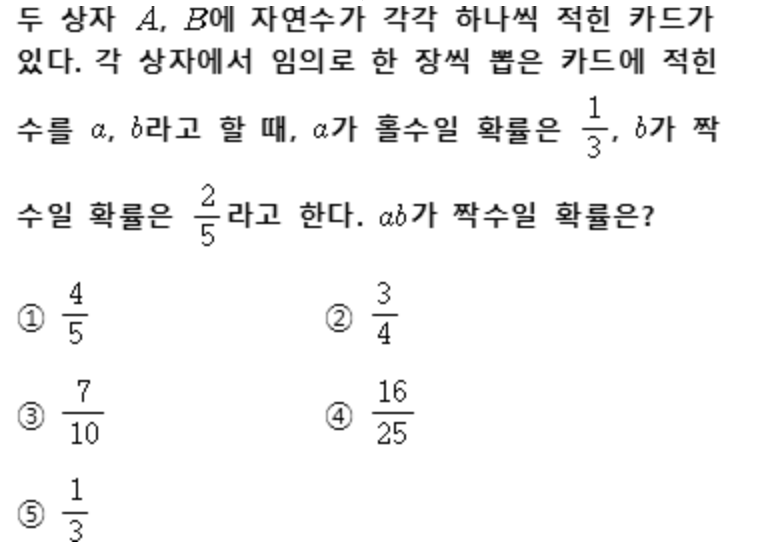 두 상자 A, B에 자연수가 각각 하나씩 적힌 카드가
있다. 각 상자에서 임의로 한 장씩 뽑은 카드에 적힌
수를 a, b라고 할 때, a가 홀수일 확률은 1/3, b가 짝
수일 확률은 2/5라고 한다. ab가 짝수일 확률은?
① 4/5 ② 3/4
③ 7/10 ④ 16/25
⑤ 1/3